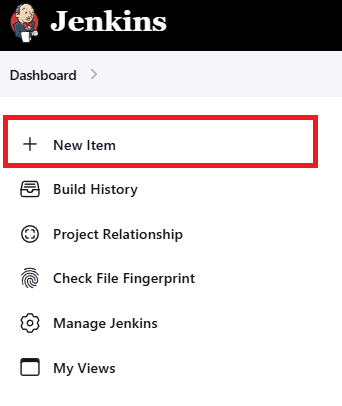 Jenkins
Dashboard
New Item
Build History
Project Relationship
Check File Fingerprint
Manage Jenkins
My Views